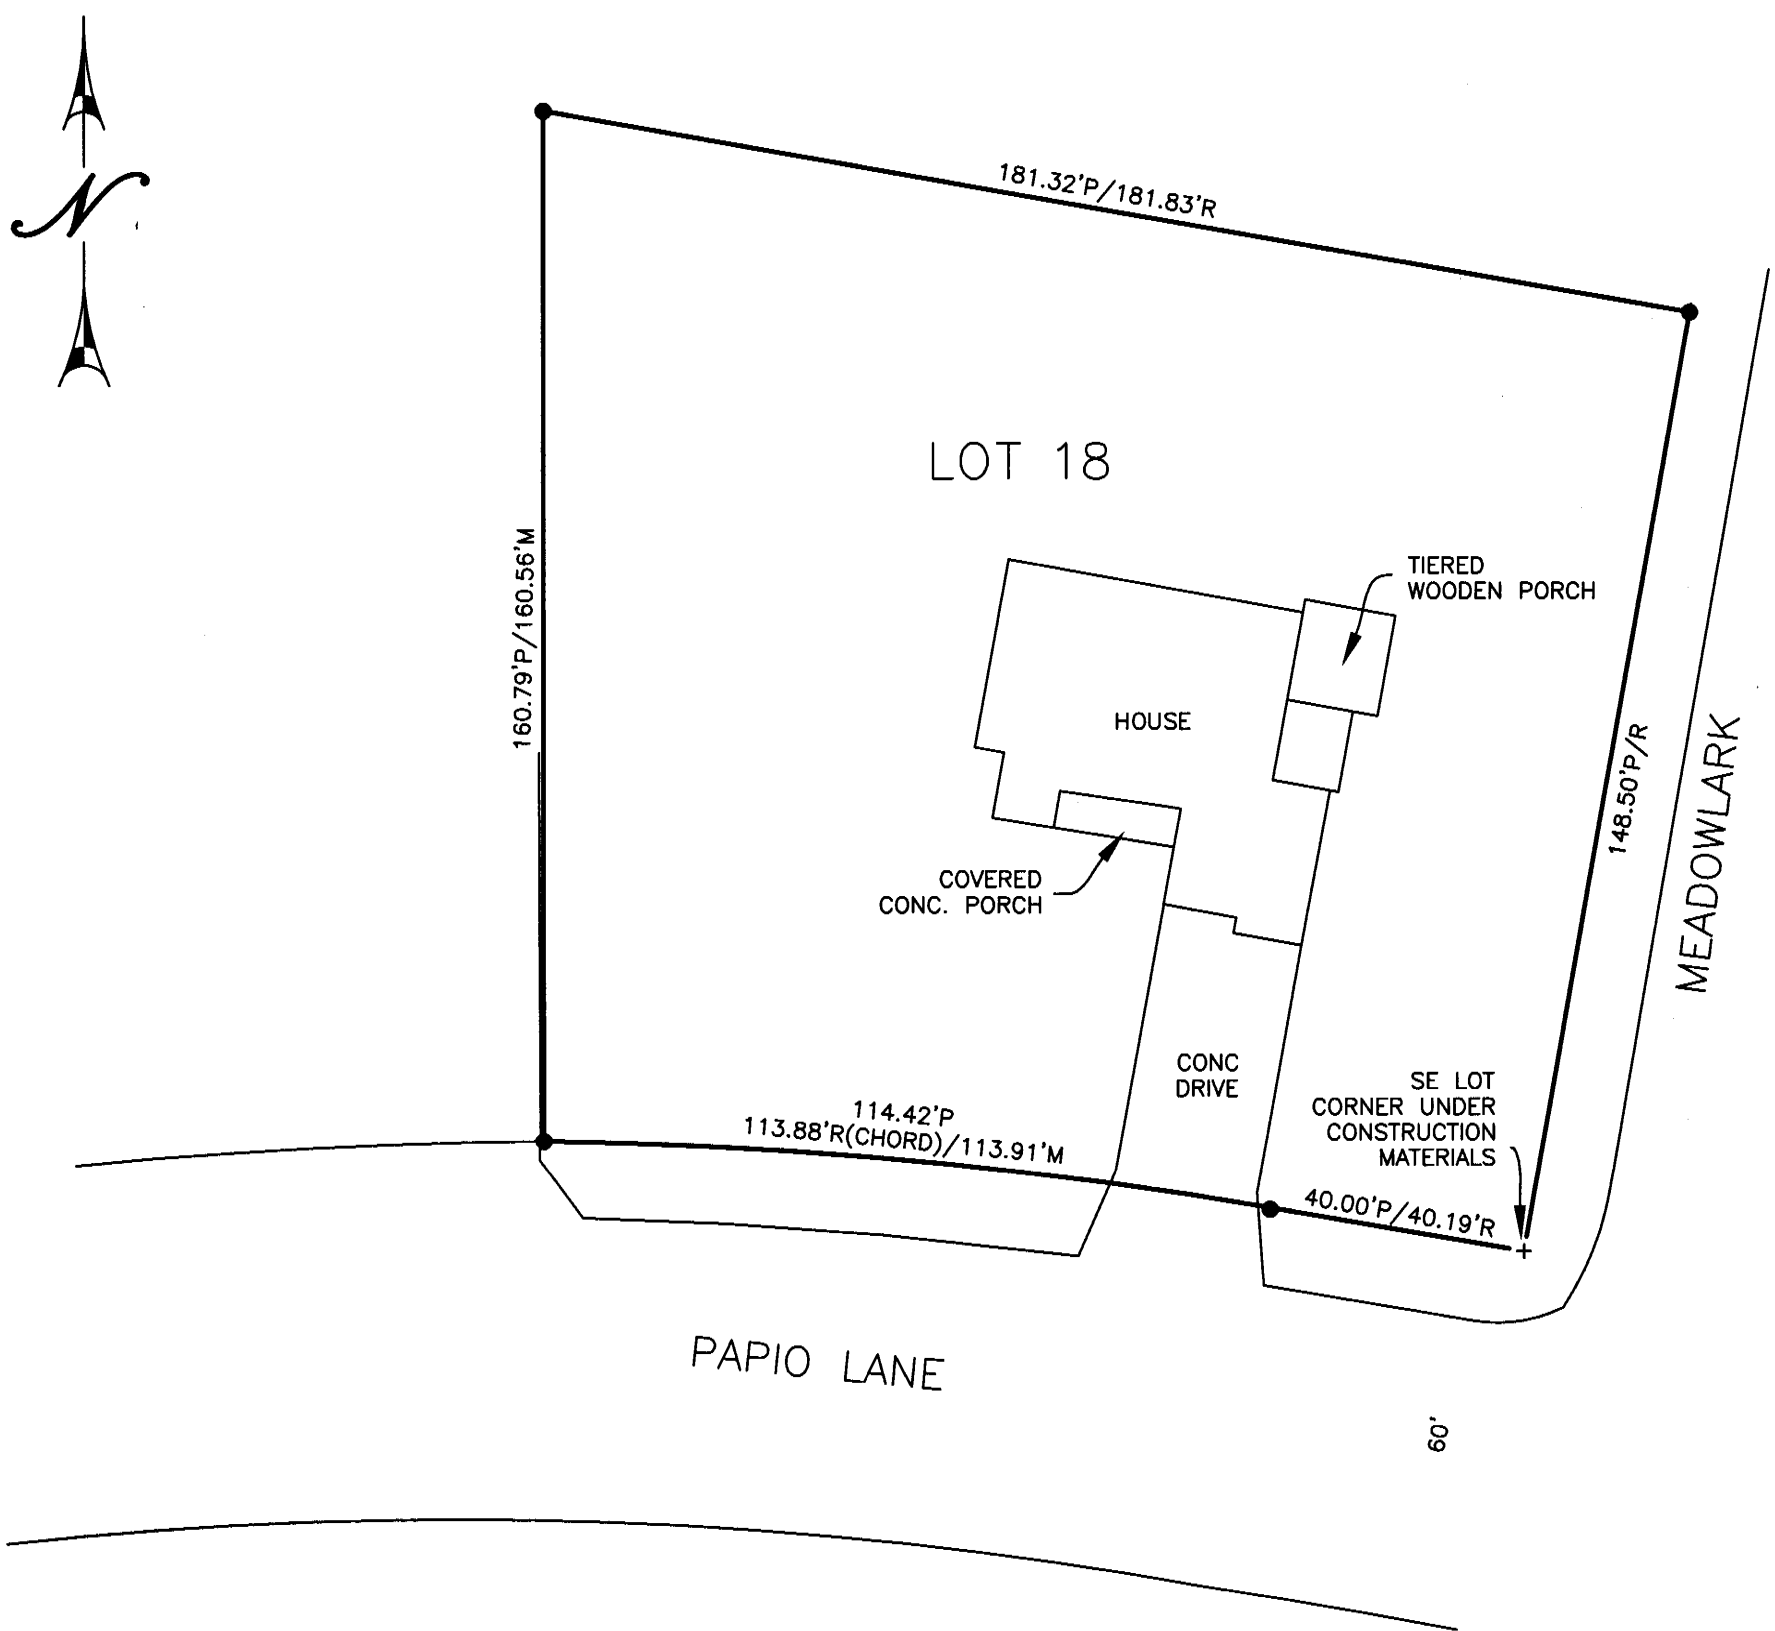 N
181.32'P/181.83'R
LOT 18
160.79'P/160.56'M
TIERED
WOODEN PORCH
HOUSE
148.50'P/R
MEADOWLARK
COVERED
CONC. PORCH
CONC
DRIVE
SE LOT
CORNER UNDER
CONSTRUCTION
MATERIALS
114.42'P
113.88'R(CHORD)/113.91'M
40.00'P/40.19'R
PAPIO LANE
60'